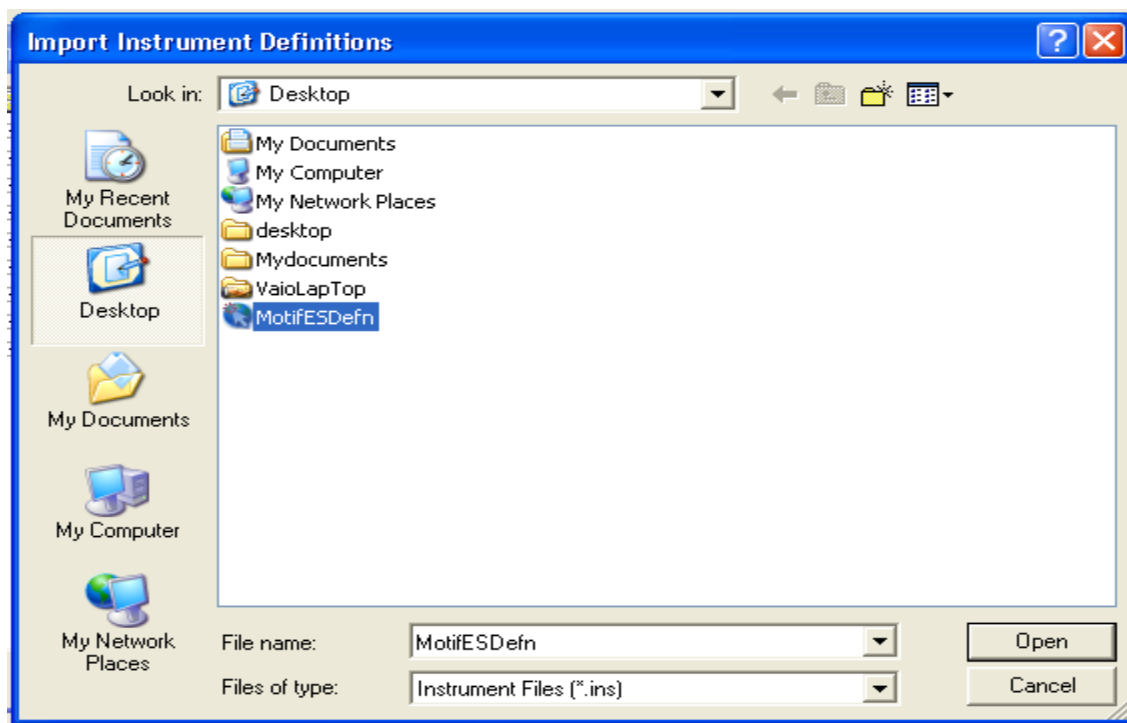 Import Instrument Definitions
Look in:
Desktop
My Documents
My Computer
My Network Places
desktop
Mydocuments
VaioLapTop
MotifESDefn
My Recent
Documents
Desktop
My Documents
My Computer
My Network
Places
File name:
MotifESDefn
Open
Files of type:
Instrument Files (*.ins)
Cancel